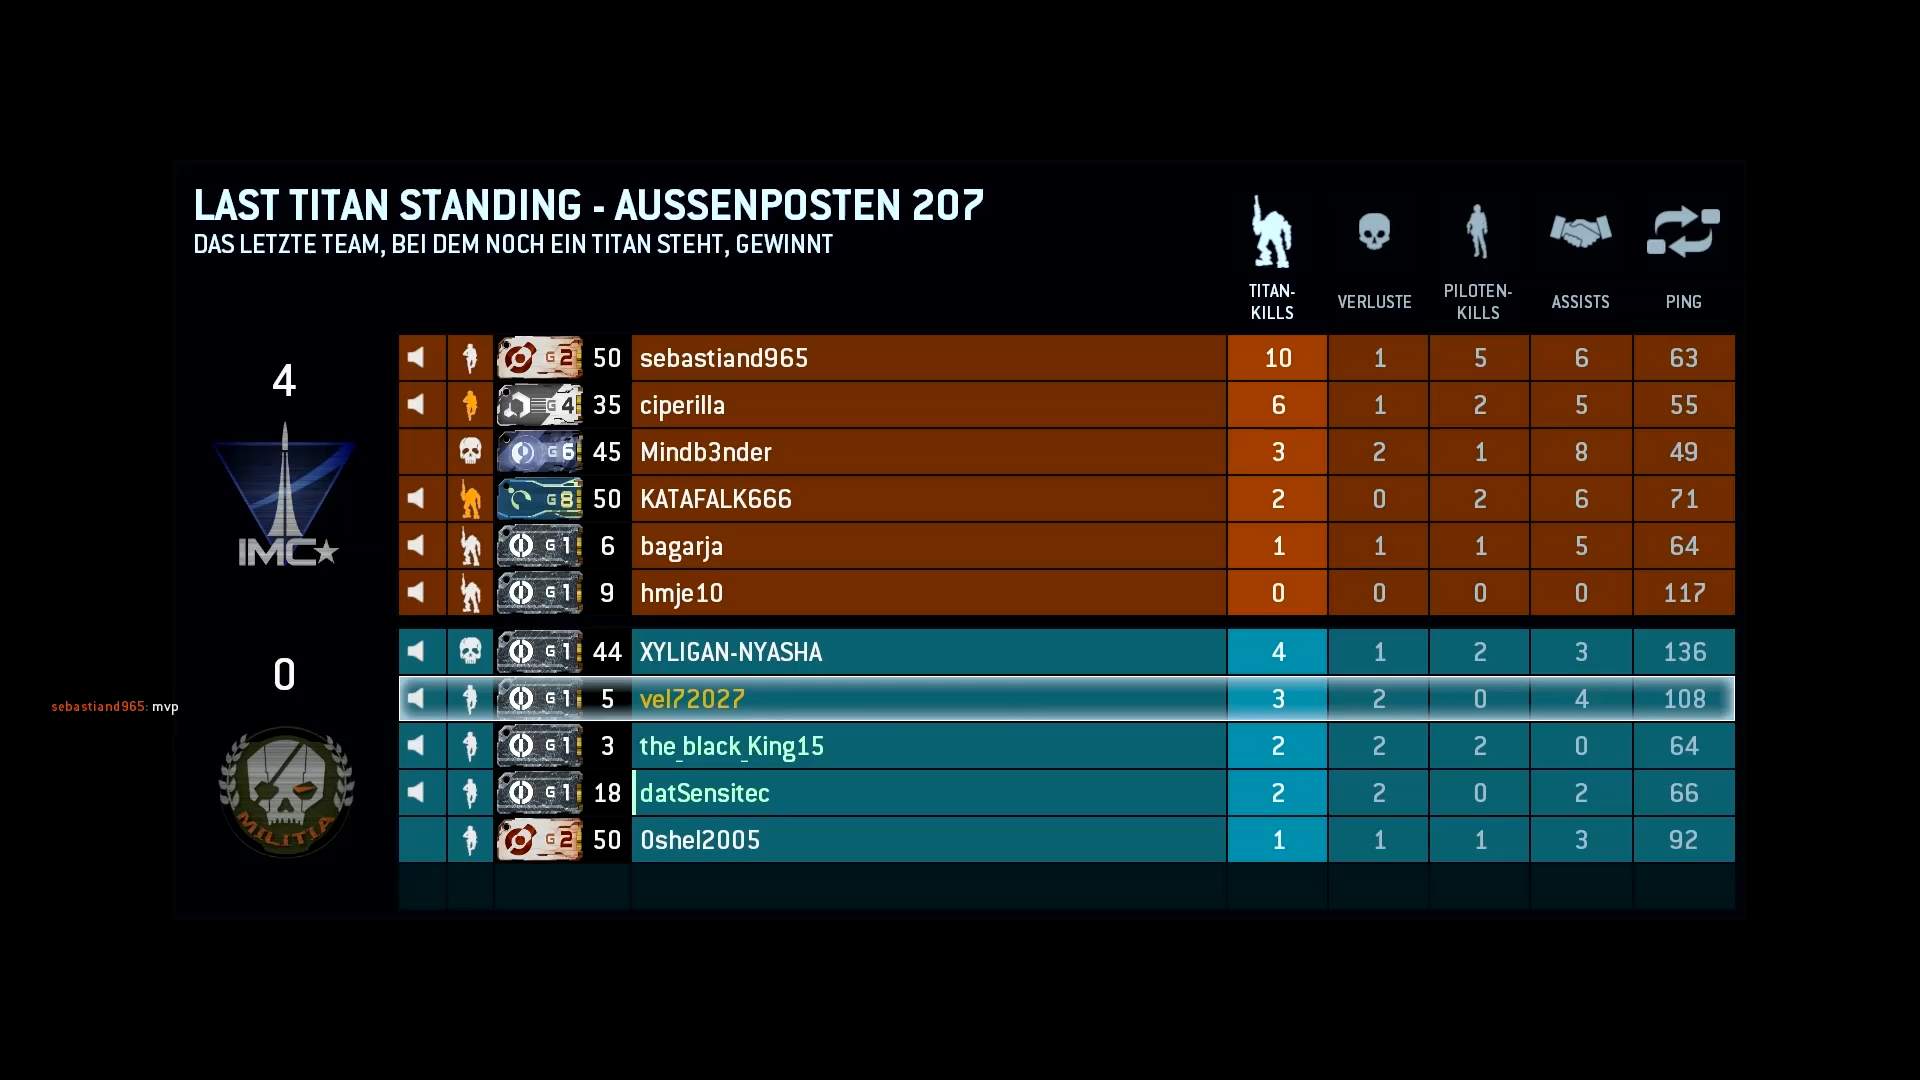 LAST TITAN STANDING - AUSSENPOSTEN 207
DAS LETZTE TEAM, BEI DEM NOCH EIN TITAN STEHT, GEWINNT
TITAN-KILLS VERLUSTE PILOTEN-KILLS ASSISTS PING
4
IMC
G2 50 sebastiand965 10 1 5 6 63
G4 35 ciperilla 6 1 2 5 55
G6 45 Mindb3nder 3 2 1 8 49
G8 50 KATAFALK666 2 0 2 6 71
G1 6 bagarja 1 1 1 5 64
G1 9 hmje10 0 0 0 0 117
0
MILITIA
G1 44 XYLIGAN-NYASHA 4 1 2 3 136
G1 5 vel72027 3 2 0 4 108
G1 3 the_black_King15 2 2 2 0 64
G1 18 datSensitec 2 2 0 2 66
G2 50 0shel2005 1 1 1 3 92
sebastiand965: mvp